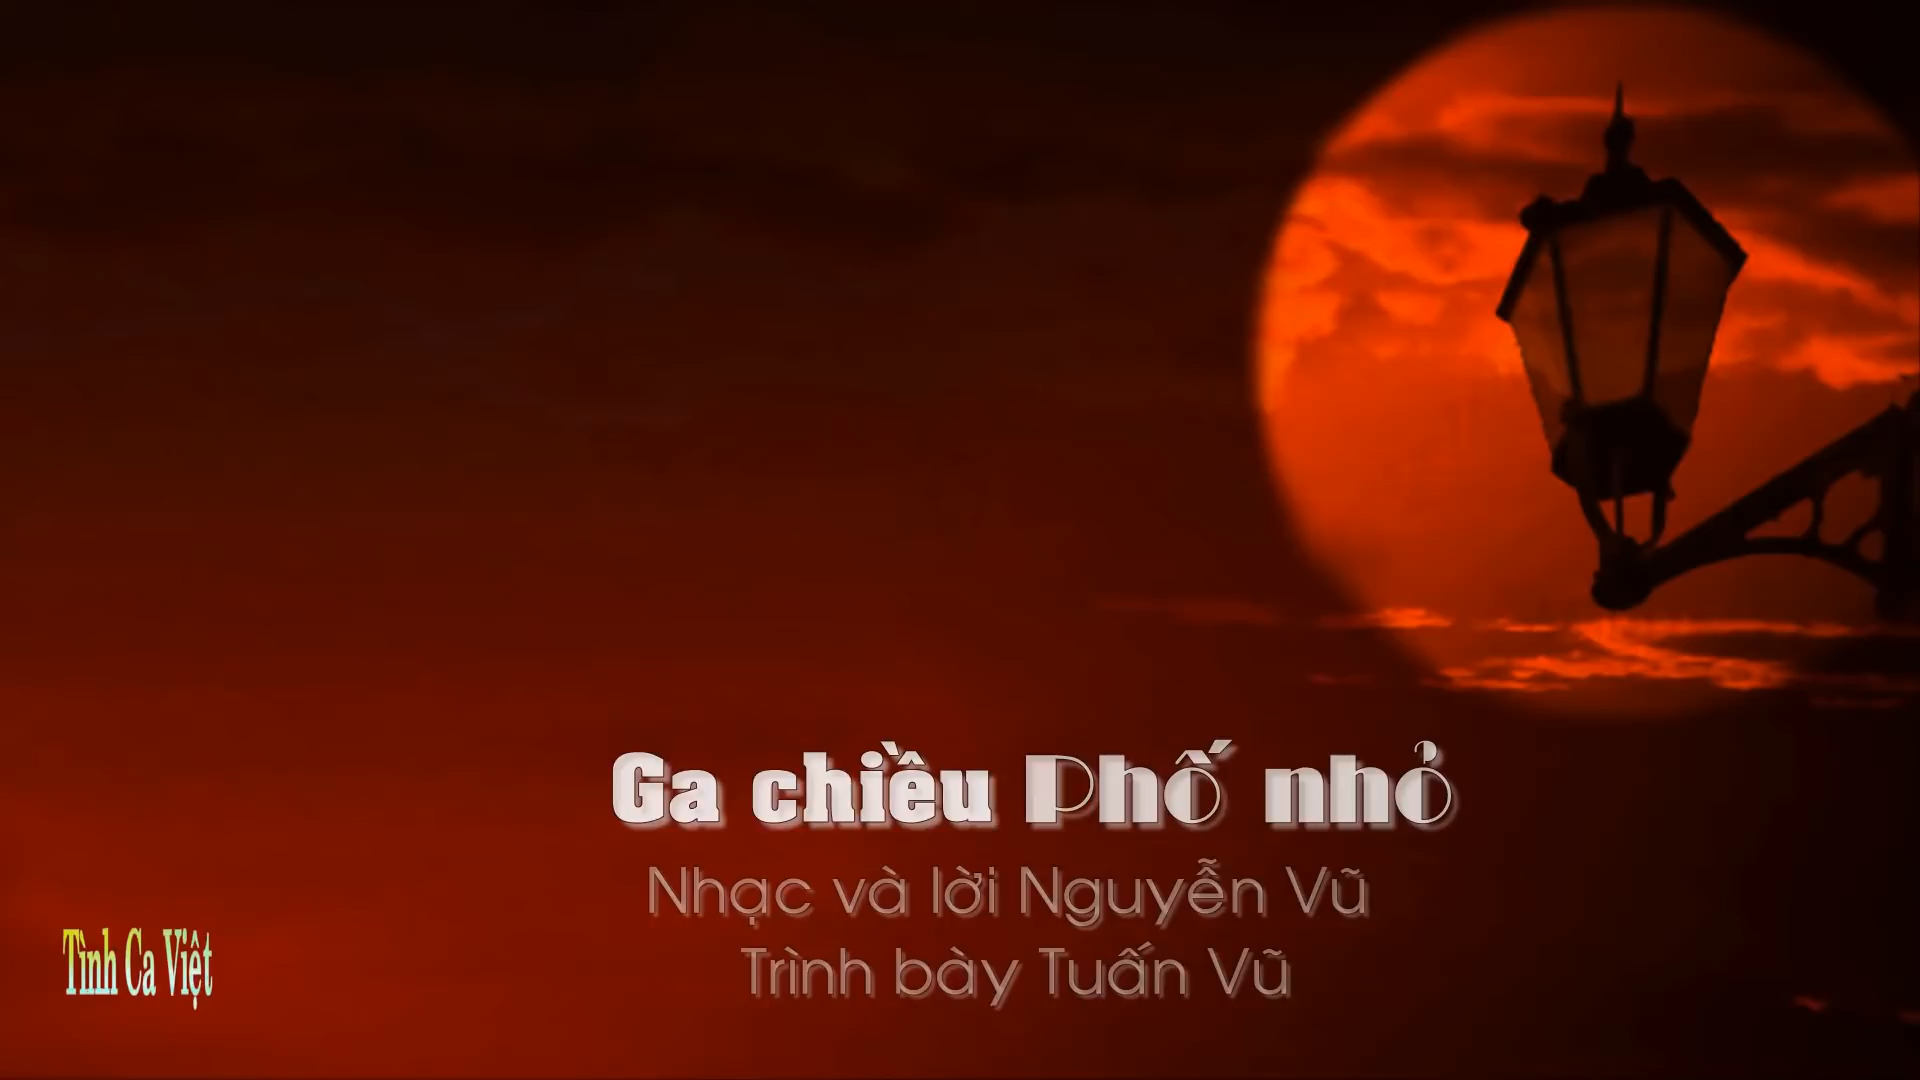 Ga chiều Phố nhỏ
Nhạc và lời Nguyễn Vũ
Trình bày Tuấn Vũ
Tình Ca Việt